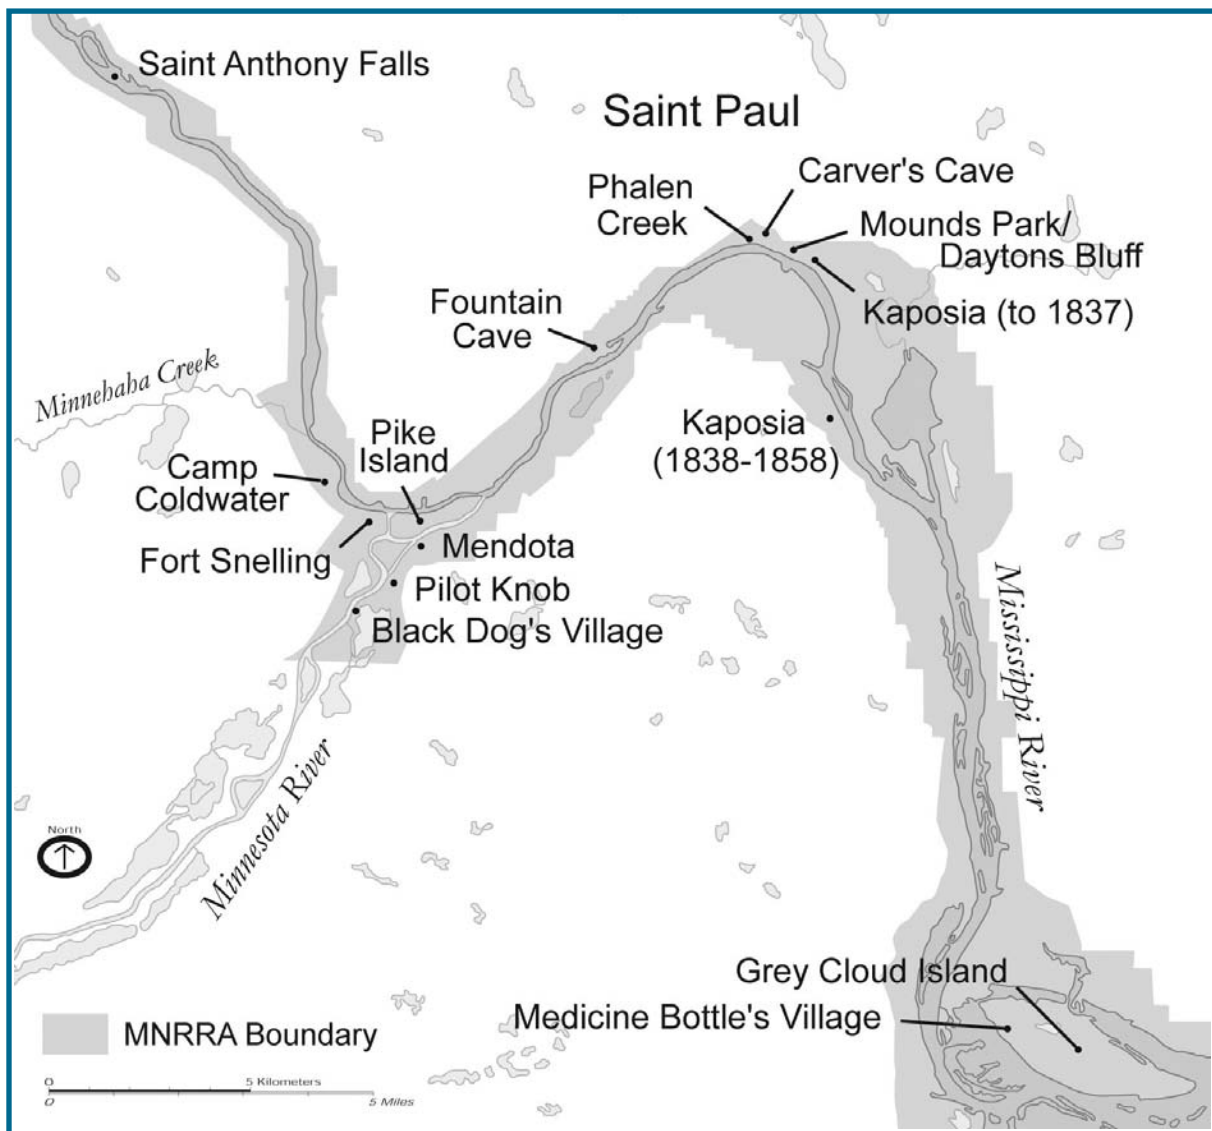 Saint Anthony Falls
Saint Paul
Carver's Cave
Phalen
Creek
Mounds Park/
Daytons Bluff
Kaposia (to 1837)
Fountain
Cave
Minnehaha Creek
Kaposia
(1838-1858)
Pike
Island
Camp
Coldwater
Fort Snelling
Mendota
Pilot Knob
Black Dog's Village
Mississippi River
Minnesota River
North
Grey Cloud Island
Medicine Bottle's Village
MNRRA Boundary
0 5 Kilometers
0 5 Miles